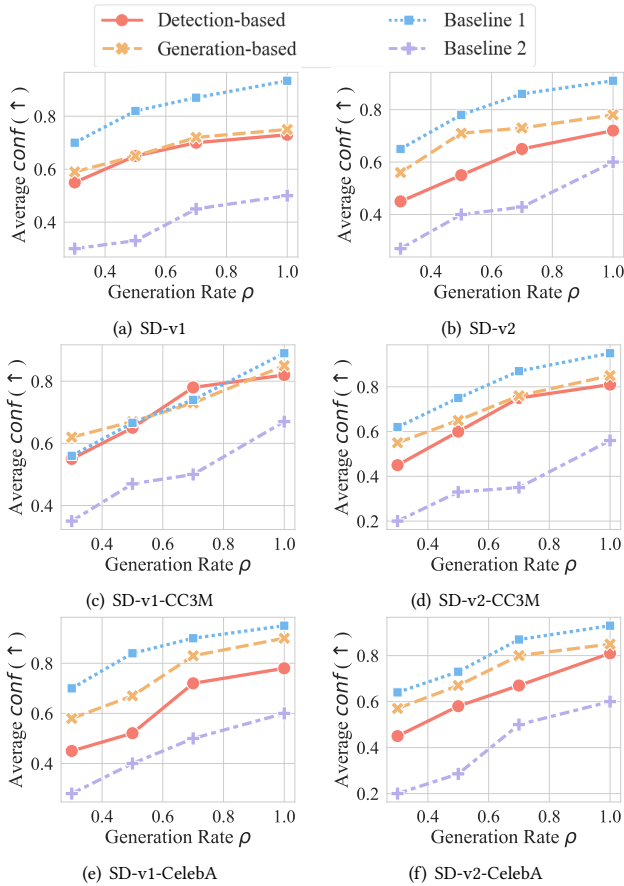 Detection-based
Baseline 1
Generation-based
Baseline 2
Average conf (↑)
0.8
0.6
0.4
0.4 0.6 0.8 1.0
Generation Rate ρ
(a) SD-v1
Average conf (↑)
0.8
0.6
0.4
0.4 0.6 0.8 1.0
Generation Rate ρ
(b) SD-v2
Average conf (↑)
0.8
0.6
0.4
0.4 0.6 0.8 1.0
Generation Rate ρ
(c) SD-v1-CC3M
Average conf (↑)
0.8
0.6
0.4
0.2
0.4 0.6 0.8 1.0
Generation Rate ρ
(d) SD-v2-CC3M
Average conf (↑)
0.8
0.6
0.4
0.4 0.6 0.8 1.0
Generation Rate ρ
(e) SD-v1-CelebA
Average conf (↑)
0.8
0.6
0.4
0.2
0.4 0.6 0.8 1.0
Generation Rate ρ
(f) SD-v2-CelebA